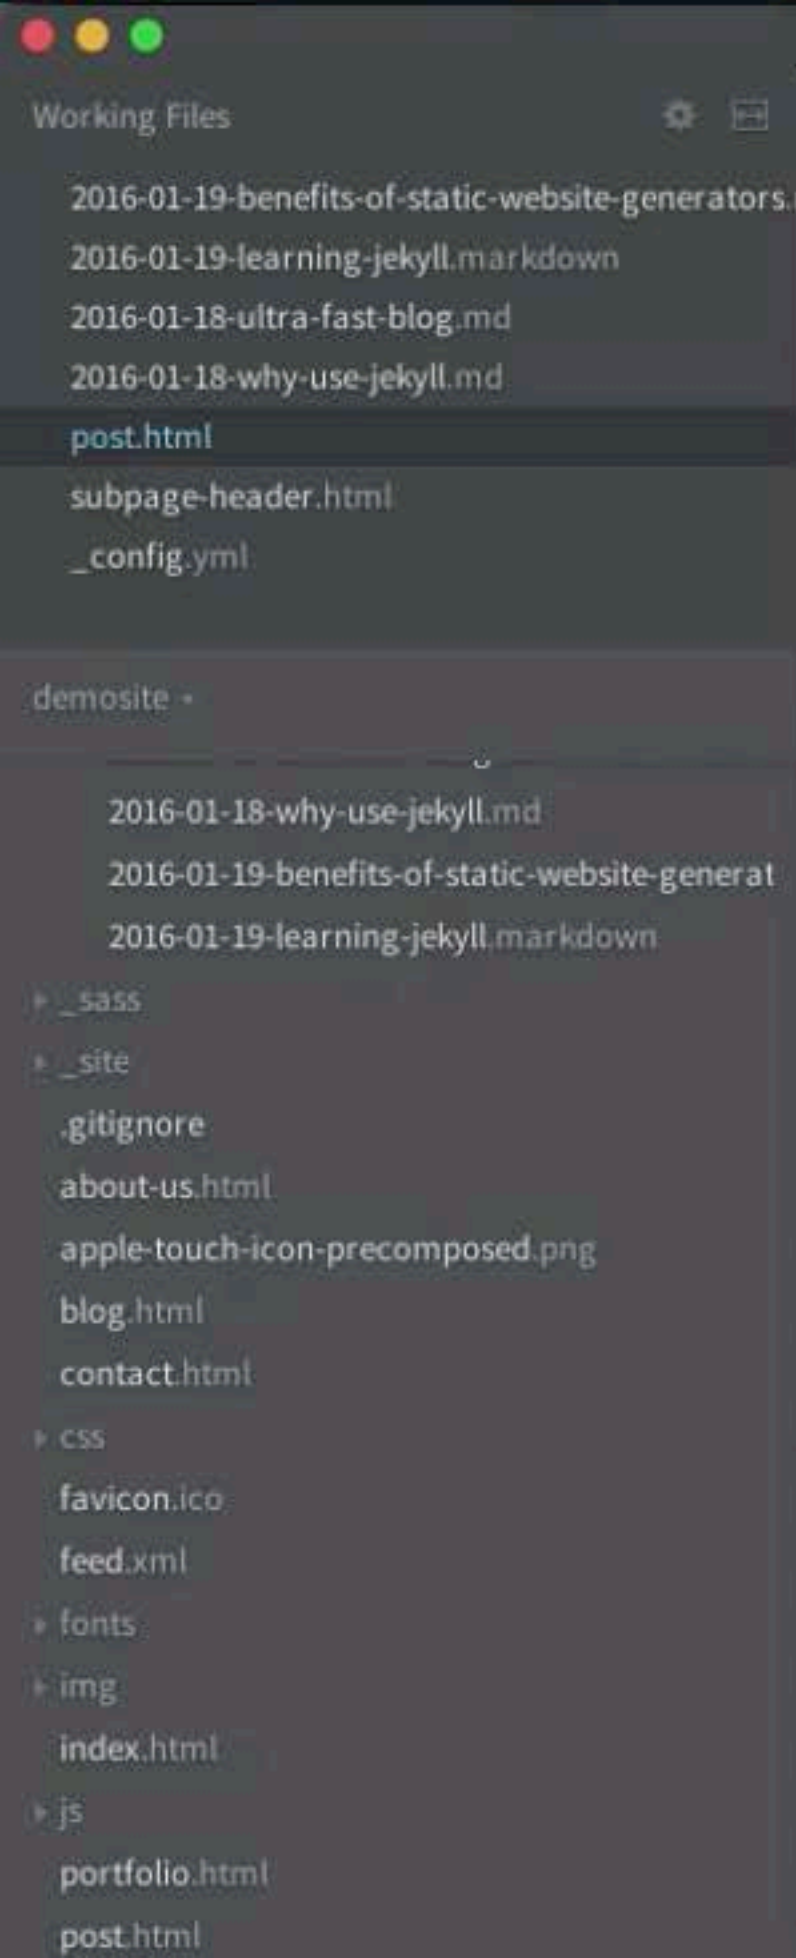 Working Files
2016-01-19-benefits-of-static-website-generators.
2016-01-19-learning-jekyll.markdown
2016-01-18-ultra-fast-blog.md
2016-01-18-why-use-jekyll.md
post.html
subpage-header.html
_config.yml
demosite
2016-01-18-why-use-jekyll.md
2016-01-19-benefits-of-static-website-generat
2016-01-19-learning-jekyll.markdown
_sass
_site
.gitignore
about-us.html
apple-touch-icon-precomposed.png
blog.html
contact.html
css
favicon.ico
feed.xml
fonts
img
index.html
js
portfolio.html
post.html